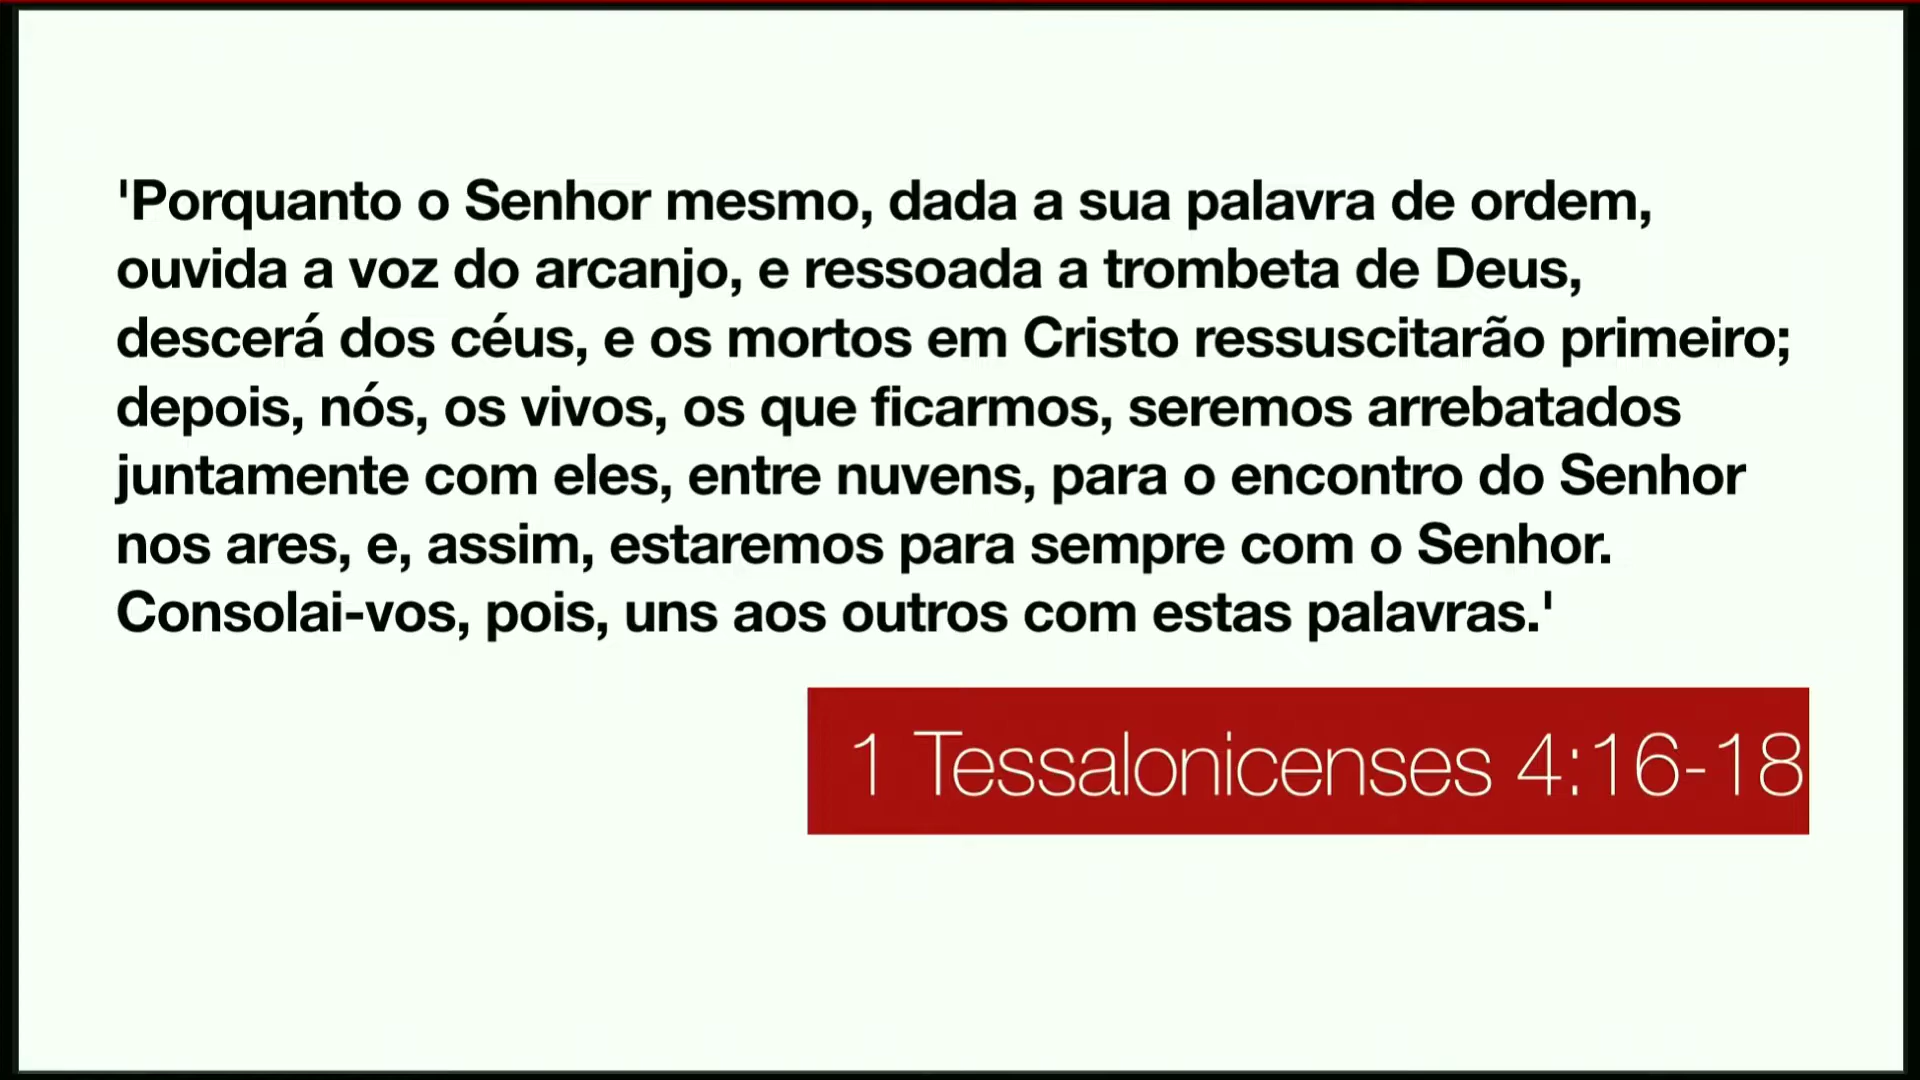 'Porquanto o Senhor mesmo, dada a sua palavra de ordem,
ouvida a voz do arcanjo, e ressoada a trombeta de Deus,
descerá dos céus, e os mortos em Cristo ressuscitarão primeiro;
depois, nós, os vivos, os que ficarmos, seremos arrebatados
juntamente com eles, entre nuvens, para o encontro do Senhor
nos ares, e, assim, estaremos para sempre com o Senhor.
Consolai-vos, pois, uns aos outros com estas palavras.'
1 Tessalonicenses 4:16-18